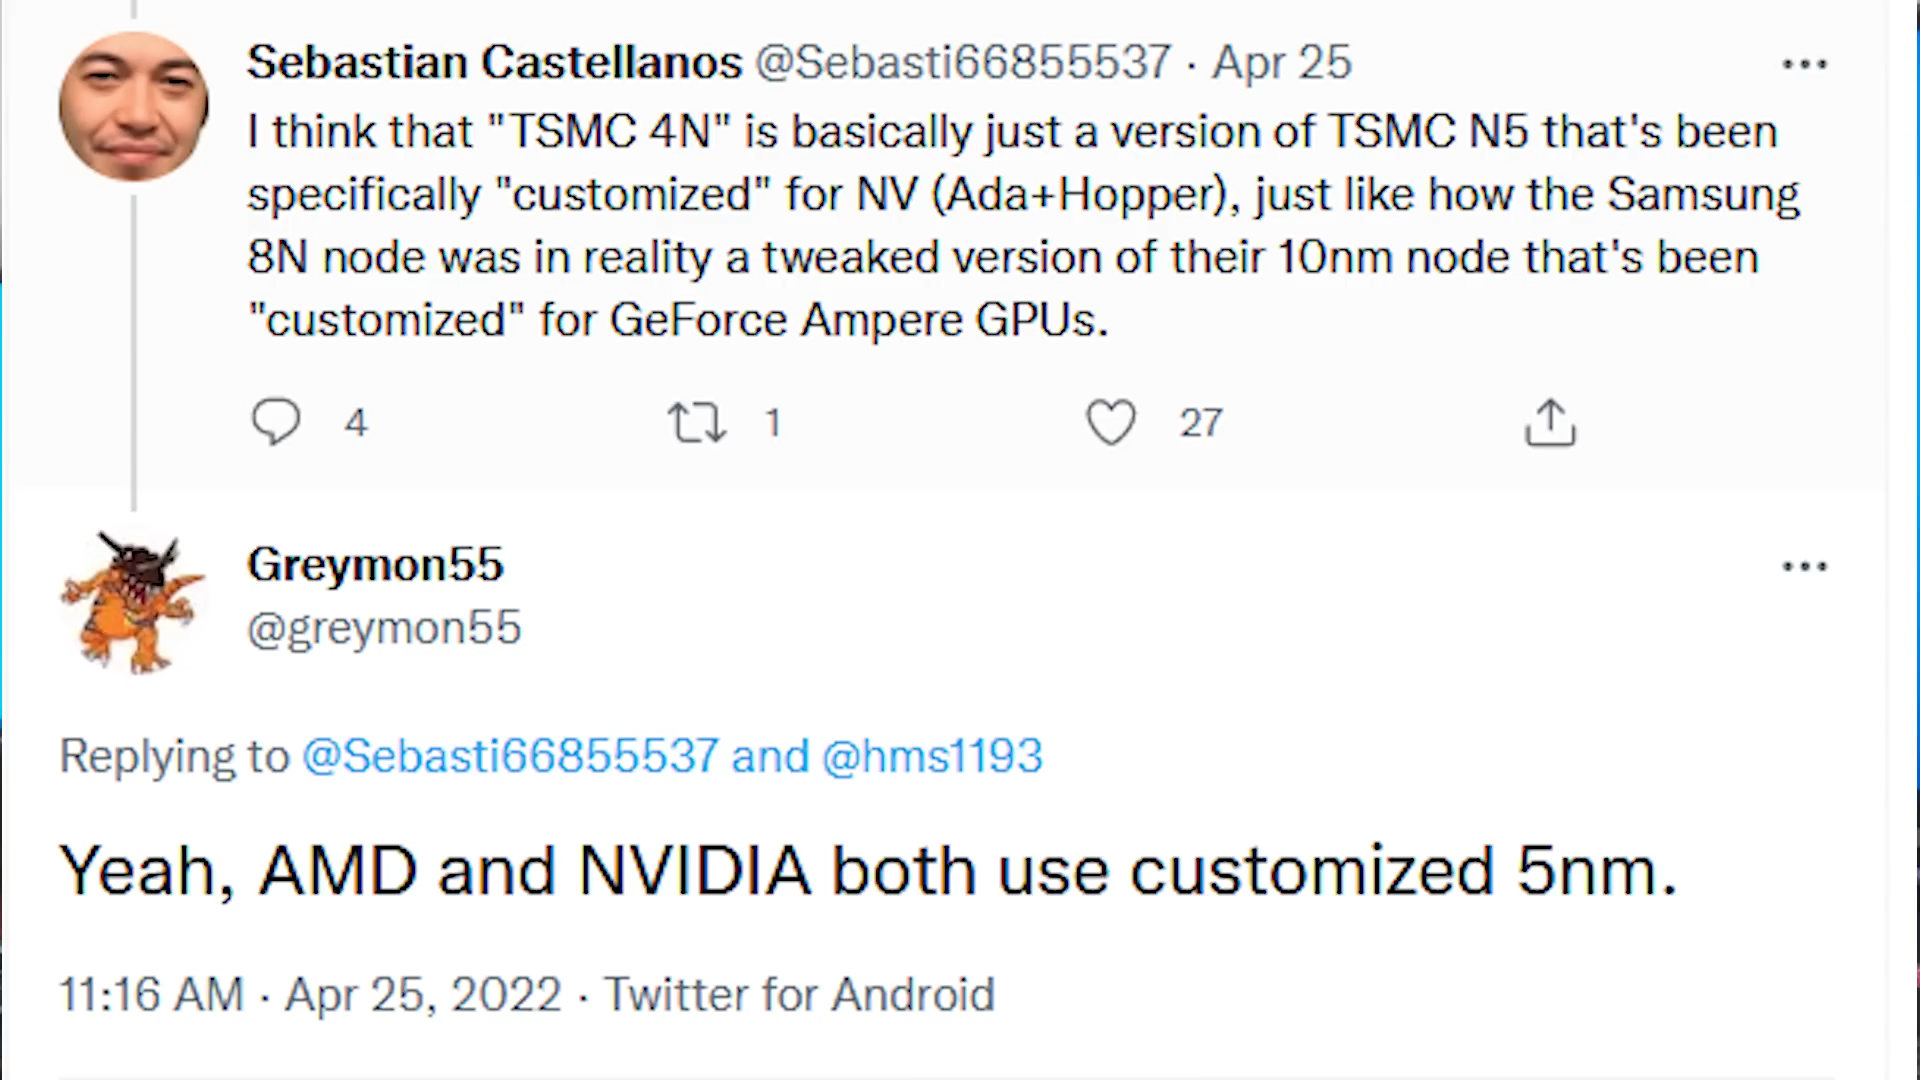 Sebastian Castellanos @Sebasti66855537 · Apr 25
I think that "TSMC 4N" is basically just a version of TSMC N5 that's been
specifically "customized" for NV (Ada+Hopper), just like how the Samsung
8N node was in reality a tweaked version of their 10nm node that's been
"customized" for GeForce Ampere GPUs.
4 1 27
Greymon55
@greymon55
Replying to @Sebasti66855537 and @hms1193
Yeah, AMD and NVIDIA both use customized 5nm.
11:16 AM · Apr 25, 2022 · Twitter for Android